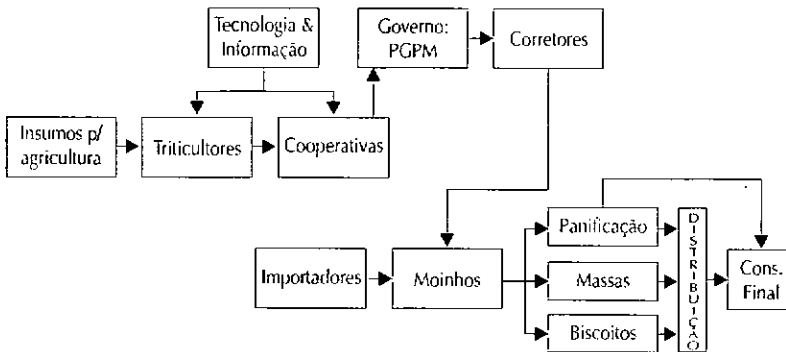 Tecnologia &
Informação
Governo:
PGPM
Corretores
Insumos p/
agricultura
Triticultores
Cooperativas
Importadores
Moinhos
Panificação
Massas
Biscoitos
DISTRIBUIÇÃO
Cons.
Final